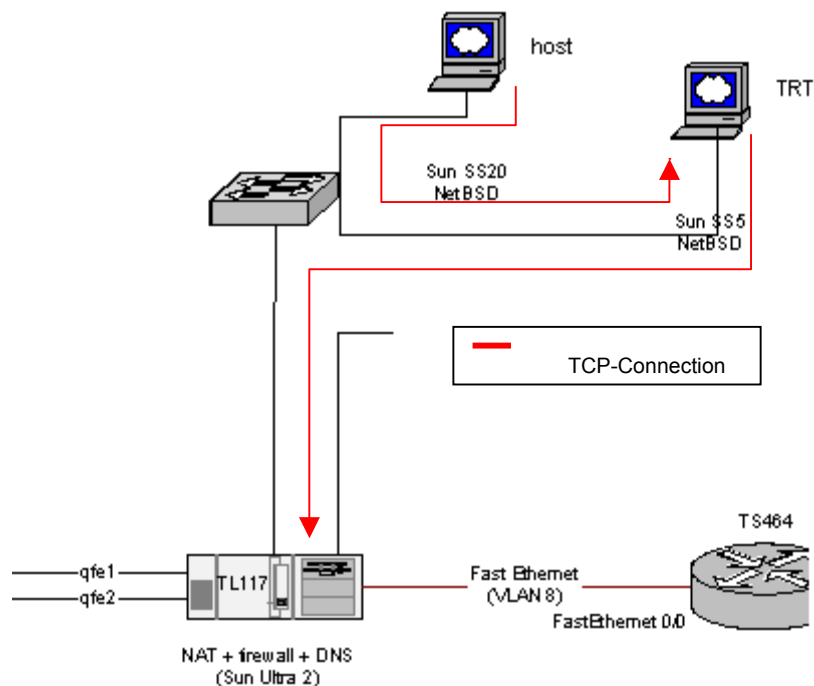 host
TRT
Sun SS20
NetBSD
Sun SS5
NetBSD
TCP-Connection
TS464
qfe1
qfe2
TL117
Fast Ethernet
(VLAN 8)
FastEthernet 0/0
NAT + firewall + DNS
(Sun Ultra 2)